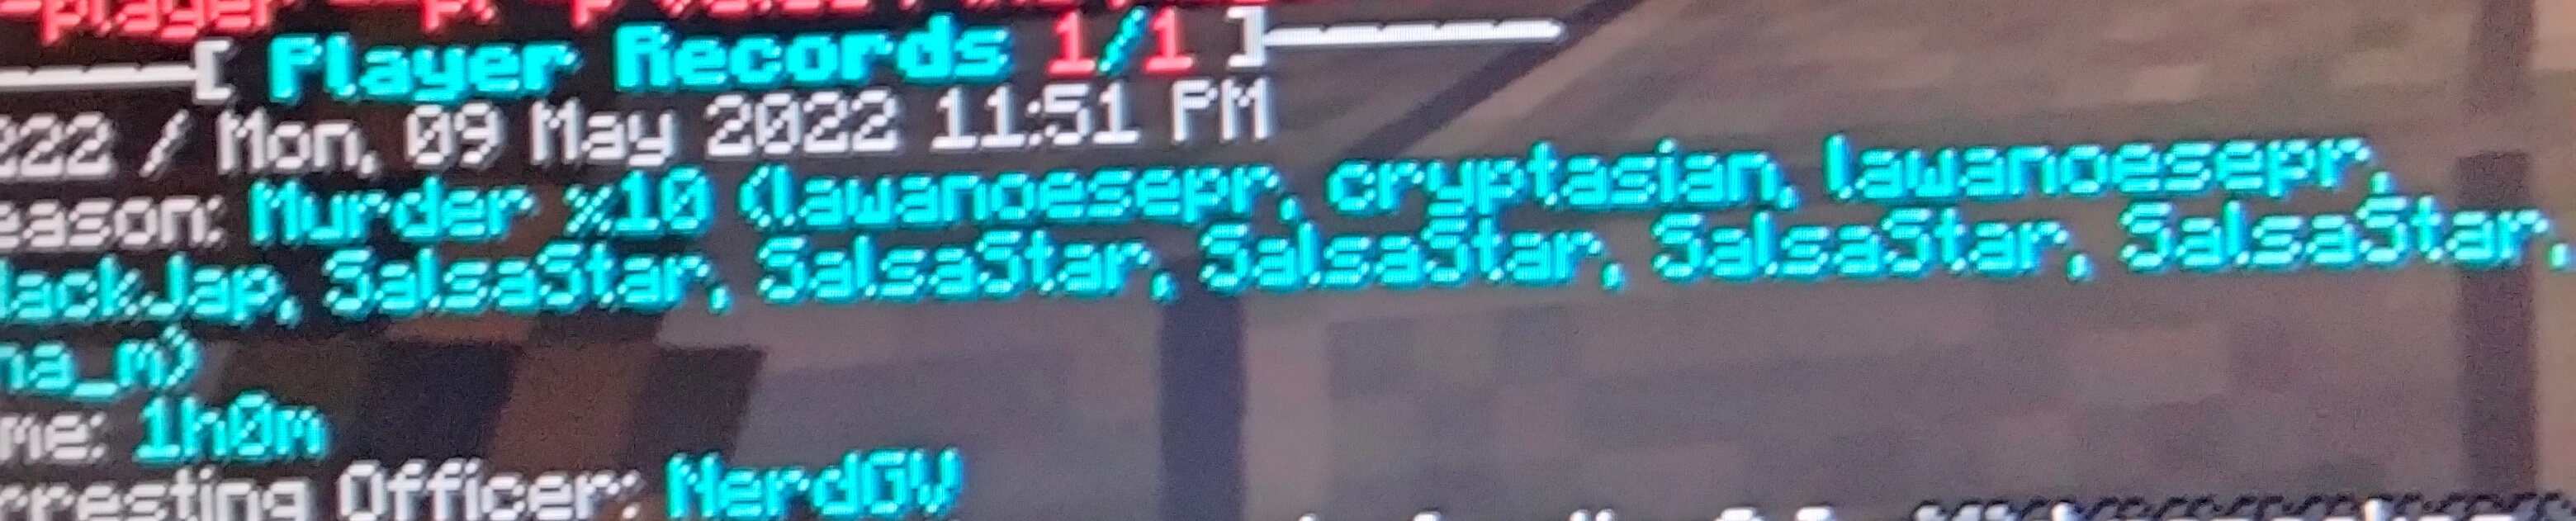 [ Player Records 1/1 ]
222 / Mon, 09 May 2022 11:51 PM
eason: Murder x10 (lawanoesepr, cryptasian, lawanoesepr,
lackJap, SalsaStar, SalsaStar, SalsaStar, SalsaStar, SalsaStar,
na_m)
me: 1h0m
rresting Officer: NerdGV